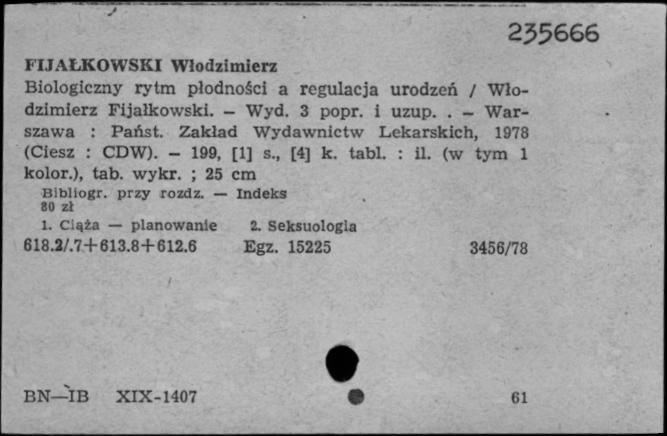 235666
FIJAŁKOWSKI Włodzimierz
Biologiczny rytm płodności a regulacja urodzeń / Wło-
dzimierz Fijałkowski. — Wyd. 3 popr. i uzup. . — War-
szawa : Państ. Zakład Wydawnictw Lekarskich, 1978
(Ciesz : CDW). — 199, [1] s., [4] k. tabl. : il. (w tym 1
kolor.), tab. wykr. ; 25 cm
Bibliogr. przy rozdz. — Indeks
80 zł
1. Ciąża — planowanie 2. Seksuologia
618.2/.7+613.8+612.6 Egz. 15225 3456/78
BN—IB XIX-1407 61